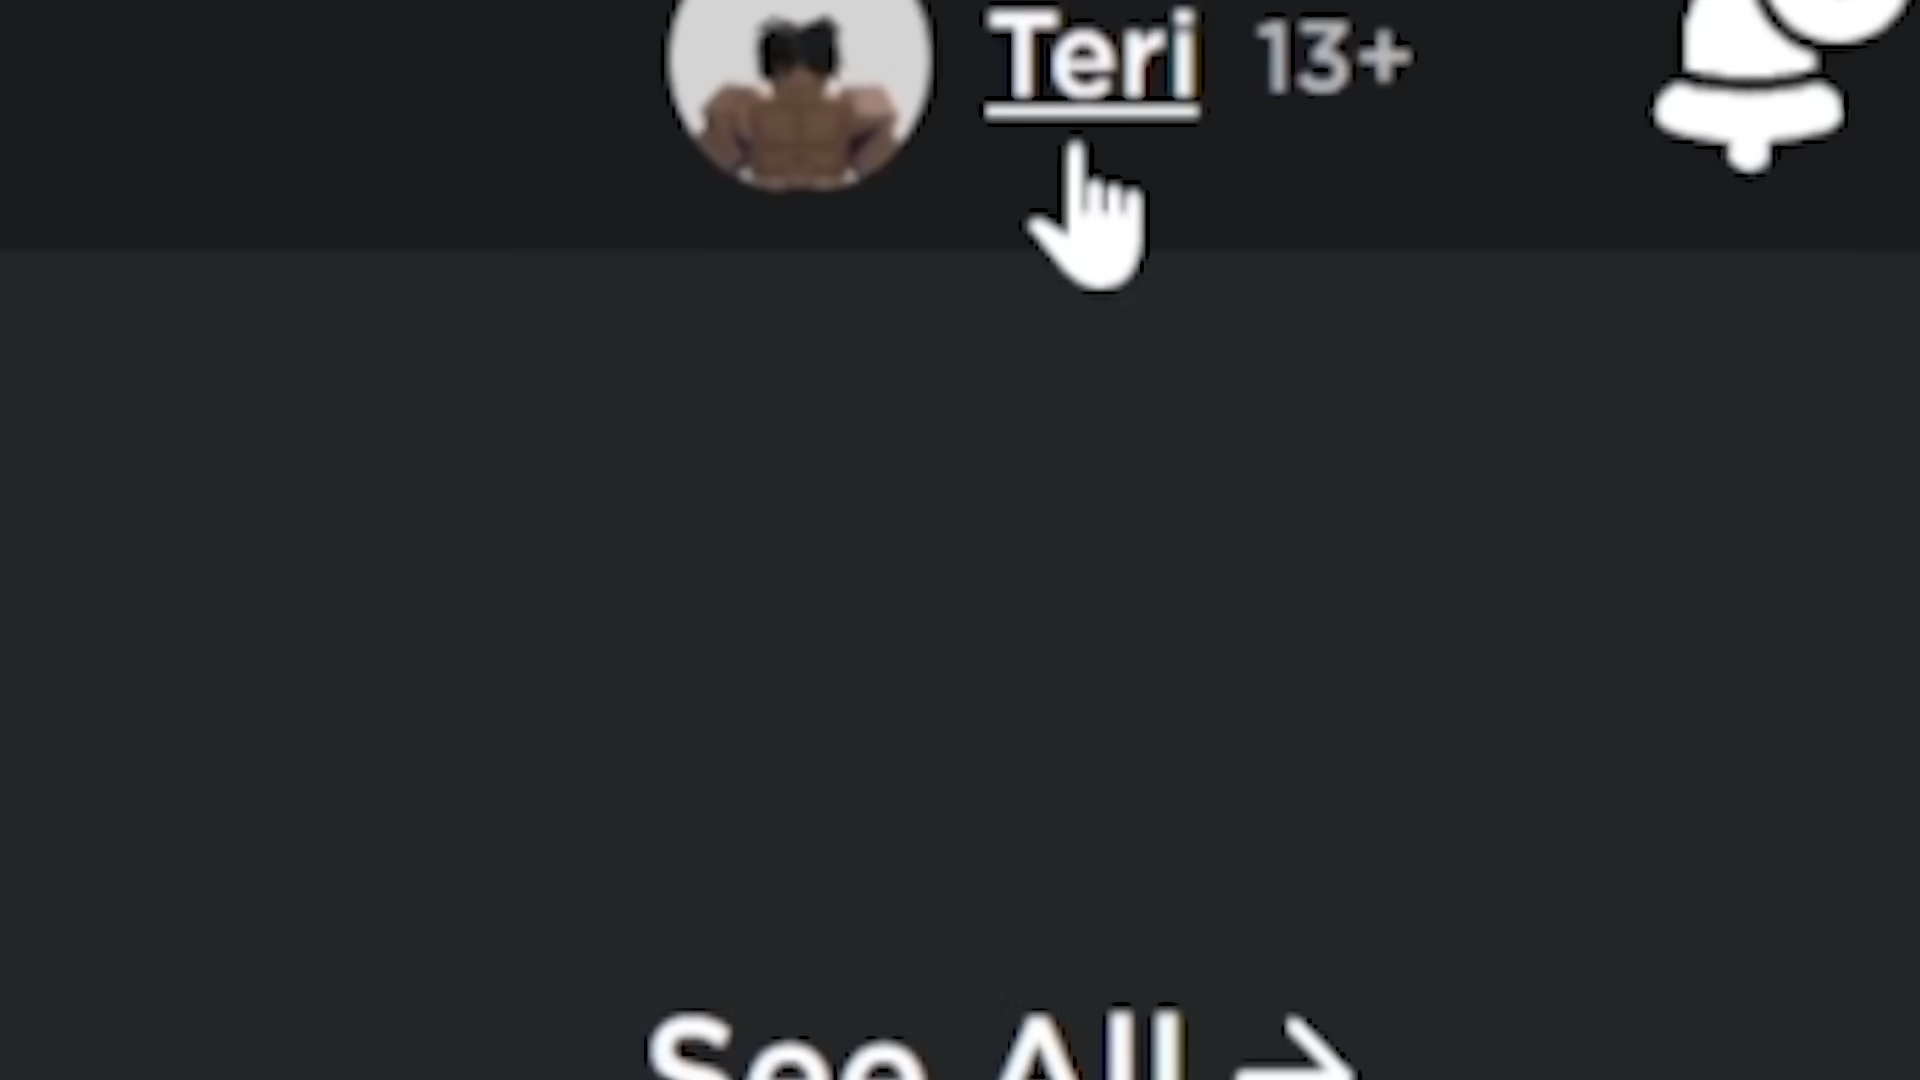 Teri 13+
See All →